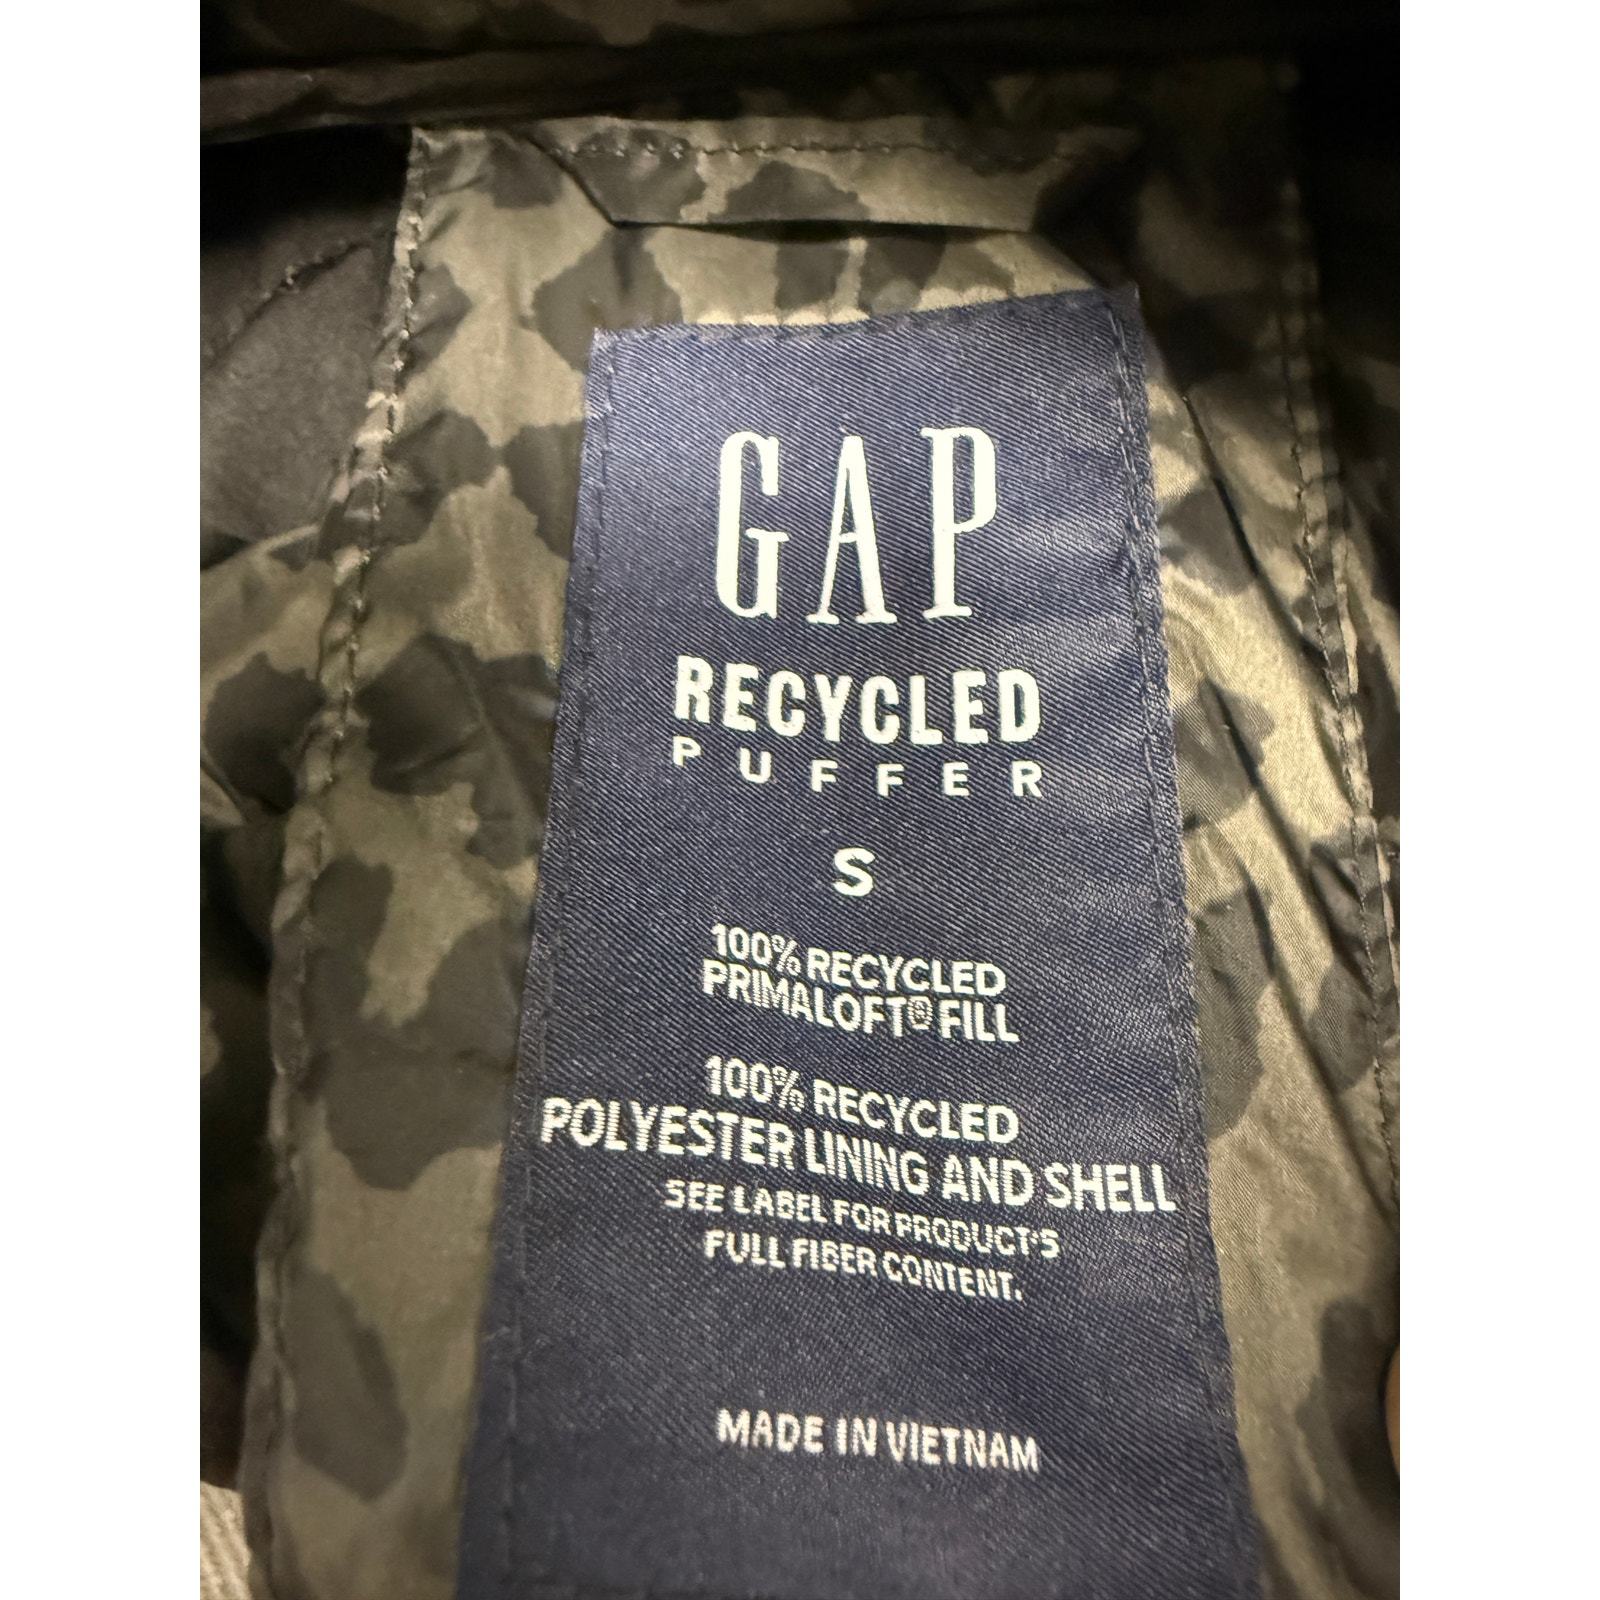 GAP
RECYCLED
PUFFER
S
100% RECYCLED
PRIMALOFT® FILL
100% RECYCLED
POLYESTER LINING AND SHELL
SEE LABEL FOR PRODUCT'S
FULL FIBER CONTENT.
MADE IN VIETNAM